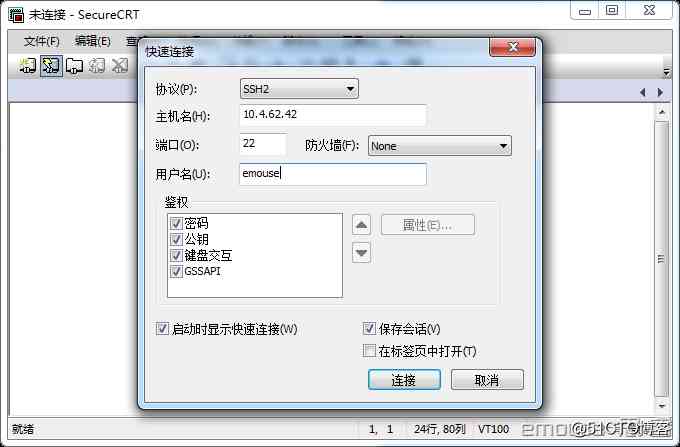 未连接 - SecureCRT
文件(F) 编辑(E)
快速连接
协议(P): SSH2
主机名(H): 10.4.62.42
端口(O): 22 防火墙(F): None
用户名(U): emouse
鉴权
密码
公钥
键盘交互
GSSAPI
属性(E)...
启动时显示快速连接(W)
保存会话(V)
在标签页中打开(T)
连接 取消
就绪 1, 1 24行, 80列 VT100
@51CTO博客